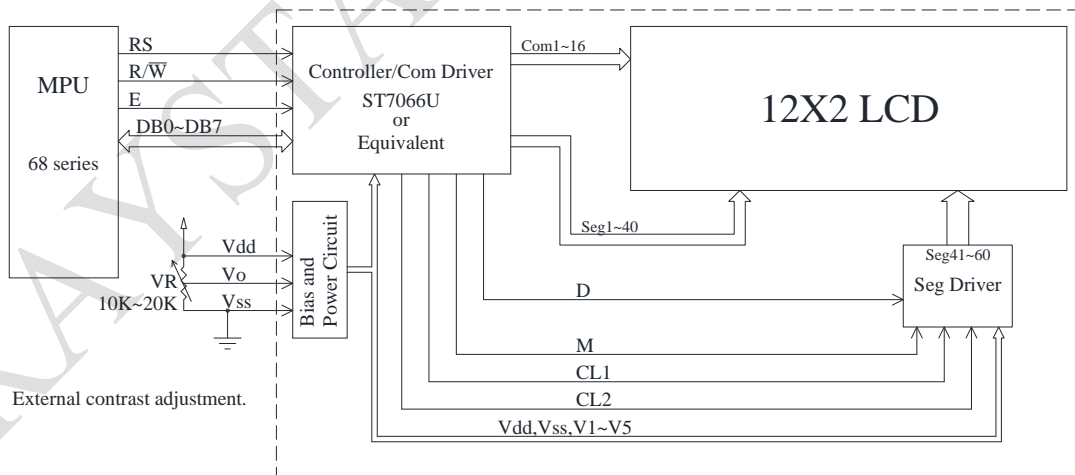 MPU
68 series
RS
R/W̅
E
DB0~DB7
Controller/Com Driver
ST7066U
or
Equivalent
Com1~16
12X2 LCD
Seg1~40
Seg41~60
Seg Driver
Vdd
Vo
Vss
VR
10K~20K
Bias and
Power Circuit
D
M
CL1
CL2
Vdd,Vss,V1~V5
External contrast adjustment.